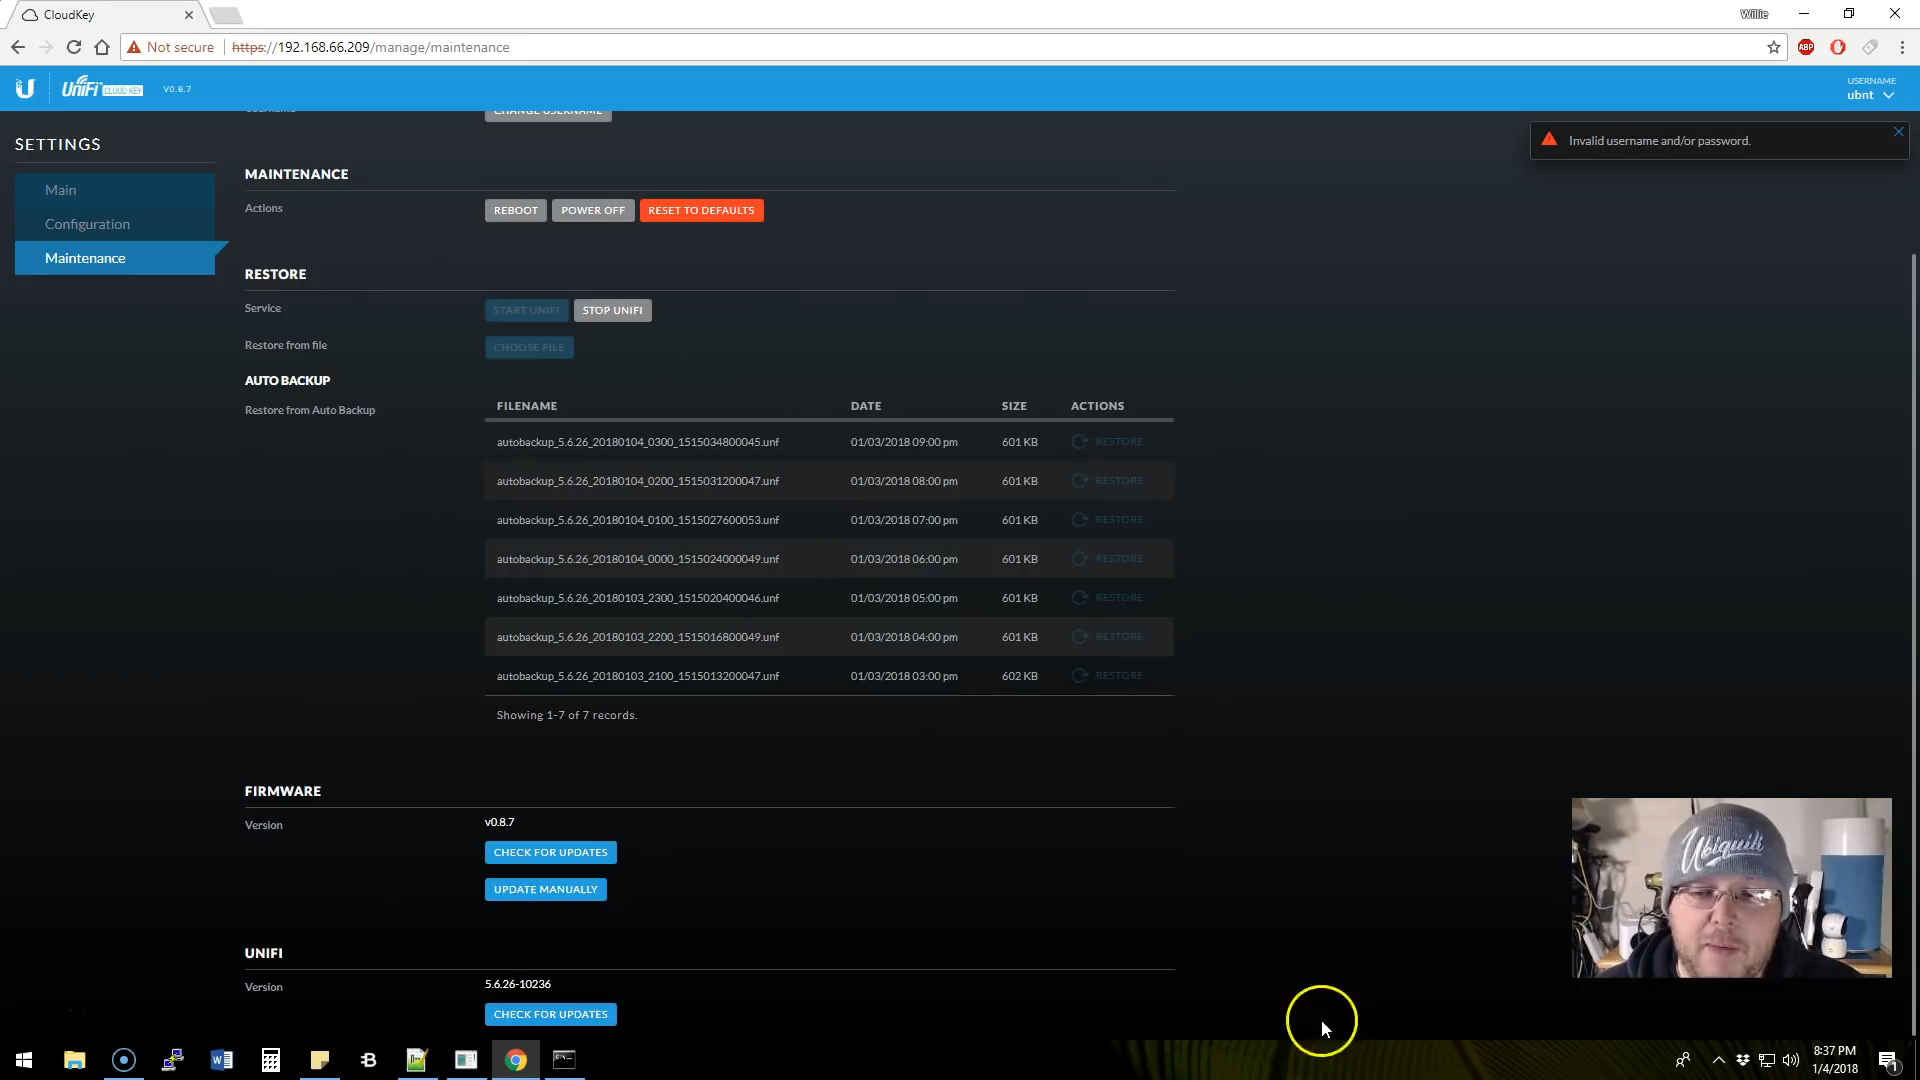 CloudKey
Willie
Not secure
https://192.168.66.209/manage/maintenance
ABP
U
UniFi CLOUD KEY
V0.8.7
USERNAME
ubnt
Username
CHANGE USERNAME
SETTINGS
Main
Configuration
Maintenance
Invalid username and/or password.
MAINTENANCE
Actions
REBOOT
POWER OFF
RESET TO DEFAULTS
RESTORE
Service
START UNIFI
STOP UNIFI
Restore from file
CHOOSE FILE
AUTO BACKUP
Restore from Auto Backup
FILENAME DATE SIZE ACTIONS
autobackup_5.6.26_20180104_0300_1515034800045.unf 01/03/2018 09:00 pm 601 KB RESTORE
autobackup_5.6.26_20180104_0200_1515031200047.unf 01/03/2018 08:00 pm 601 KB RESTORE
autobackup_5.6.26_20180104_0100_1515027600053.unf 01/03/2018 07:00 pm 601 KB RESTORE
autobackup_5.6.26_20180104_0000_1515024000049.unf 01/03/2018 06:00 pm 601 KB RESTORE
autobackup_5.6.26_20180103_2300_1515020400046.unf 01/03/2018 05:00 pm 601 KB RESTORE
autobackup_5.6.26_20180103_2200_1515016800049.unf 01/03/2018 04:00 pm 601 KB RESTORE
autobackup_5.6.26_20180103_2100_1515013200047.unf 01/03/2018 03:00 pm 602 KB RESTORE
Showing 1-7 of 7 records.
FIRMWARE
Version
v0.8.7
CHECK FOR UPDATES
UPDATE MANUALLY
UNIFI
Version
5.6.26-10236
CHECK FOR UPDATES
Ubiquiti
8:37 PM
1/4/2018
1